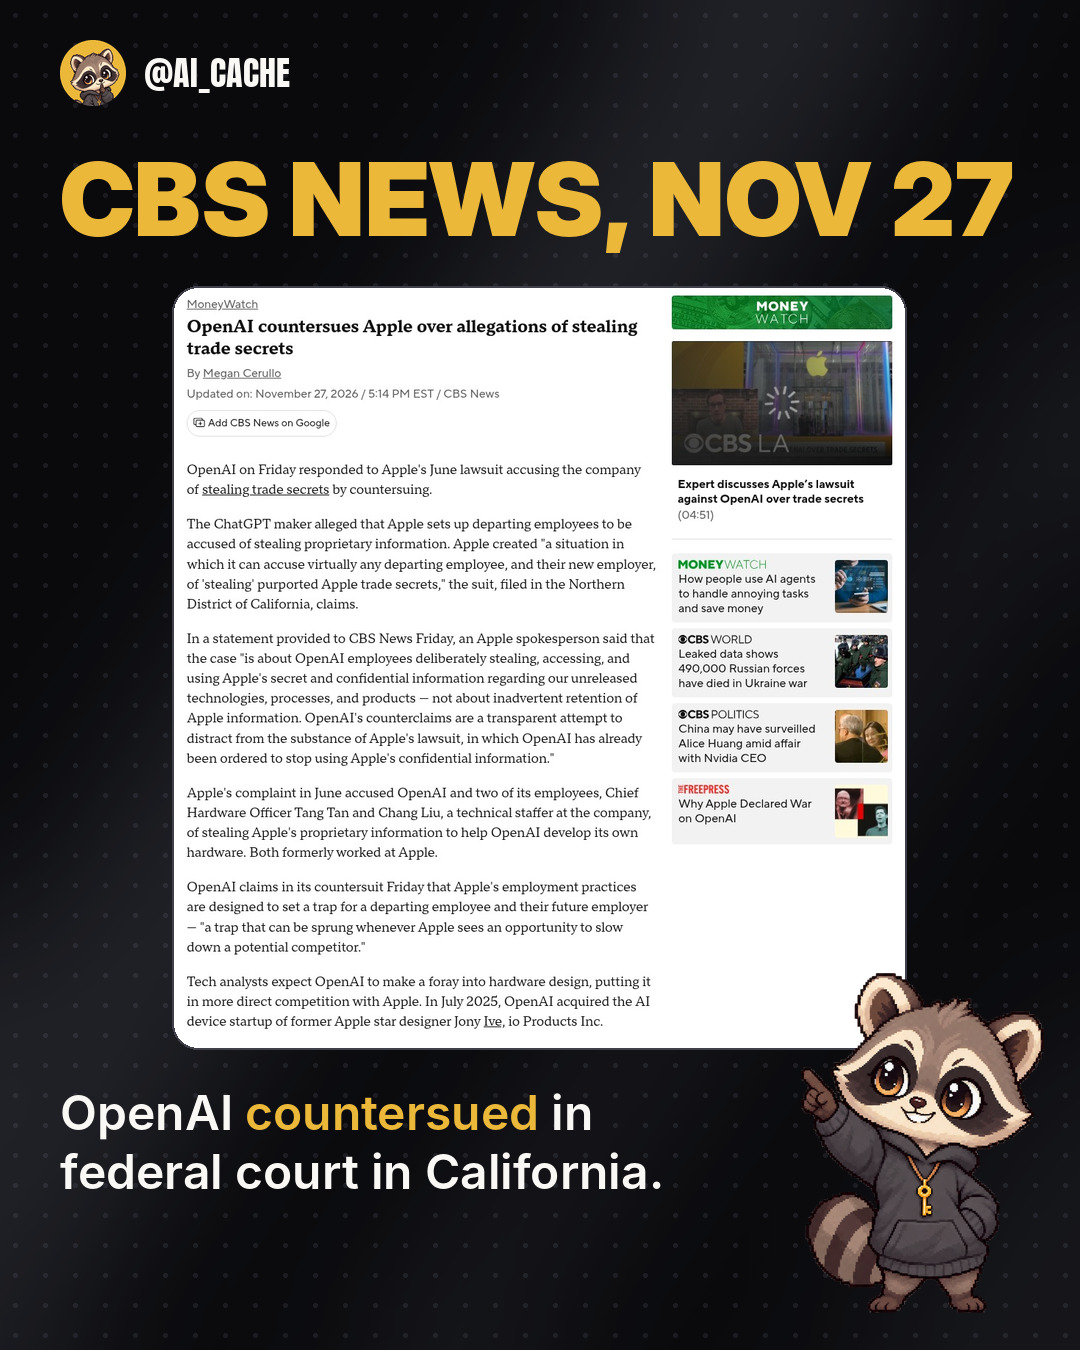 @AI_CACHE
CBS NEWS, NOV 27
MoneyWatch
OpenAI countersues Apple over allegations of stealing
trade secrets
By Megan Cerullo
Updated on: November 27, 2026 / 5:14 PM EST / CBS News
Add CBS News on Google
OpenAI on Friday responded to Apple's June lawsuit accusing the company
of stealing trade secrets by countersuing.
The ChatGPT maker alleged that Apple sets up departing employees to be
accused of stealing proprietary information. Apple created "a situation in
which it can accuse virtually any departing employee, and their new employer,
of 'stealing' purported Apple trade secrets," the suit, filed in the Northern
District of California, claims.
In a statement provided to CBS News Friday, an Apple spokesperson said that
the case "is about OpenAI employees deliberately stealing, accessing, and
using Apple's secret and confidential information regarding our unreleased
technologies, processes, and products — not about inadvertent retention of
Apple information. OpenAI's counterclaims are a transparent attempt to
distract from the substance of Apple's lawsuit, in which OpenAI has already
been ordered to stop using Apple's confidential information."
Apple's complaint in June accused OpenAI and two of its employees, Chief
Hardware Officer Tang Tan and Chang Liu, a technical staffer at the company,
of stealing Apple's proprietary information to help OpenAI develop its own
hardware. Both formerly worked at Apple.
OpenAI claims in its countersuit Friday that Apple's employment practices
are designed to set a trap for a departing employee and their future employer
— "a trap that can be sprung whenever Apple sees an opportunity to slow
down a potential competitor."
Tech analysts expect OpenAI to make a foray into hardware design, putting it
in more direct competition with Apple. In July 2025, OpenAI acquired the AI
device startup of former Apple star designer Jony Ive, io Products Inc.
MONEY
WATCH
CBS LA
Expert discusses Apple's lawsuit
against OpenAI over trade secrets
(04:51)
MONEYWATCH
How people use AI agents
to handle annoying tasks
and save money
CBS WORLD
Leaked data shows
490,000 Russian forces
have died in Ukraine war
CBS POLITICS
China may have surveilled
Alice Huang amid affair
with Nvidia CEO
THE FREEPRESS
Why Apple Declared War
on OpenAI
OpenAI countersued in
federal court in California.